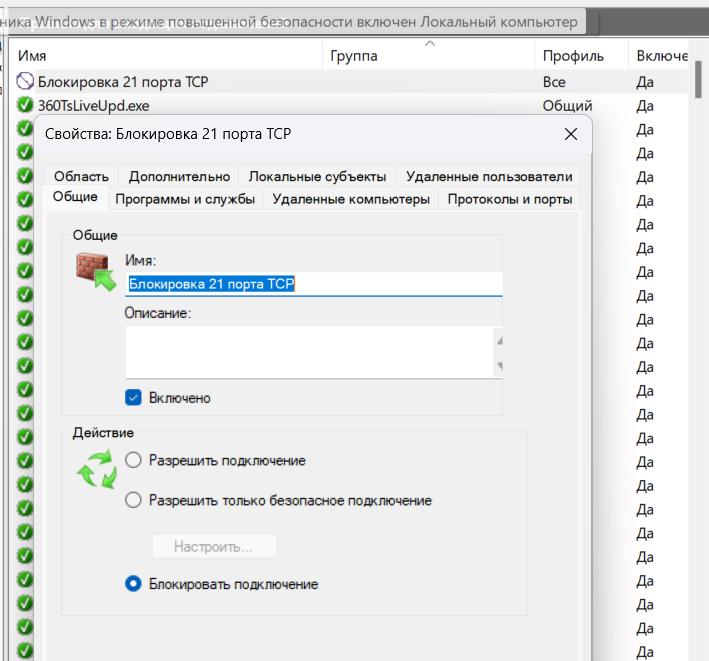 ника Windows в режиме повышенной безопасности включен Локальный компьютер
Имя Группа Профиль Включе
Блокировка 21 порта TCP Все Да
360TsLiveUpd.exe Общий Да
Свойства: Блокировка 21 порта TCP Да
Да
Область Дополнительно Локальные субъекты Удаленные пользователи Да
Общие Программы и службы Удаленные компьютеры Протоколы и порты Да
Да
Общие Да
Имя: Да
Блокировка 21 порта TCP Да
Описание: Да
Да
Да
Включено Да
Да
Действие Да
Разрешить подключение Да
Да
Разрешить только безопасное подключение Да
Да
Настроить... Да
Блокировать подключение Да
Да
Да
Да